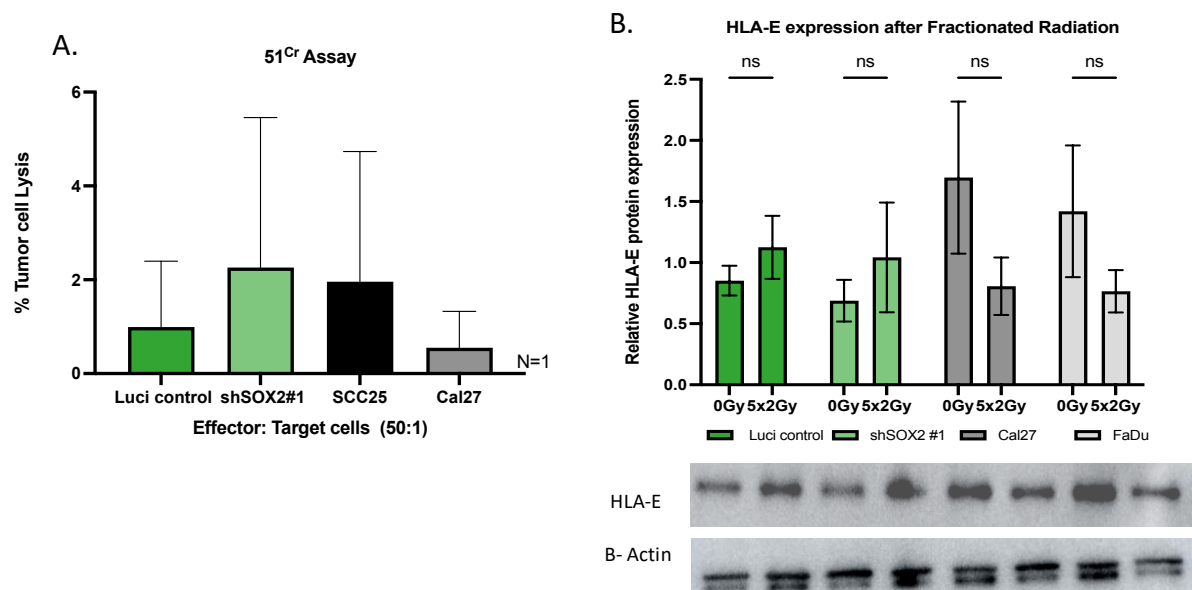 A.
51Cr Assay
% Tumor cell Lysis
6
4
2
0
N=1
Luci control shSOX2#1 SCC25 Cal27
Effector: Target cells (50:1)
B.
HLA-E expression after Fractionated Radiation
ns ns ns ns
Relative HLA-E protein expression
2.5
2.0
1.5
1.0
0.5
0.0
0Gy 5x2Gy 0Gy 5x2Gy 0Gy 5x2Gy 0Gy 5x2Gy
Luci control shSOX2 #1 Cal27 FaDu
HLA-E
B- Actin